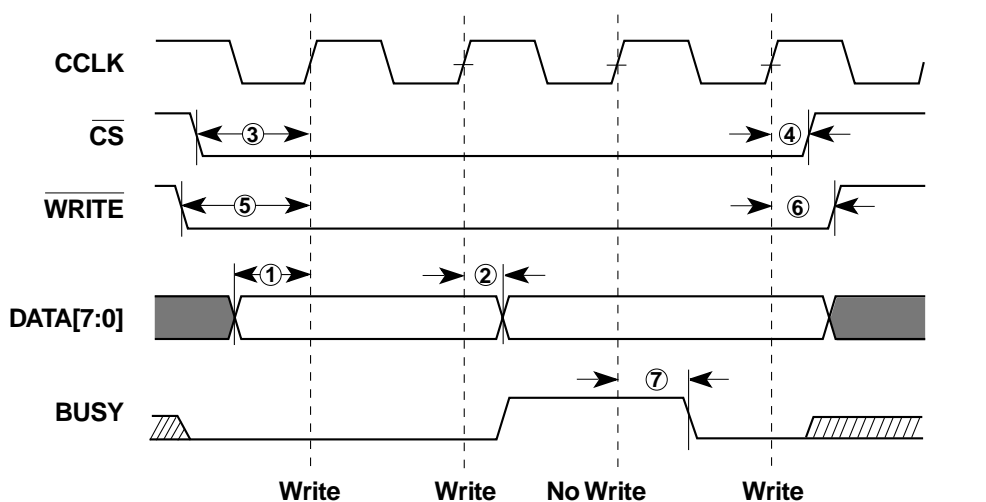 CCLK
CS
③
④
WRITE
⑤
⑥
①
②
DATA[7:0]
⑦
BUSY
Write
Write
No Write
Write